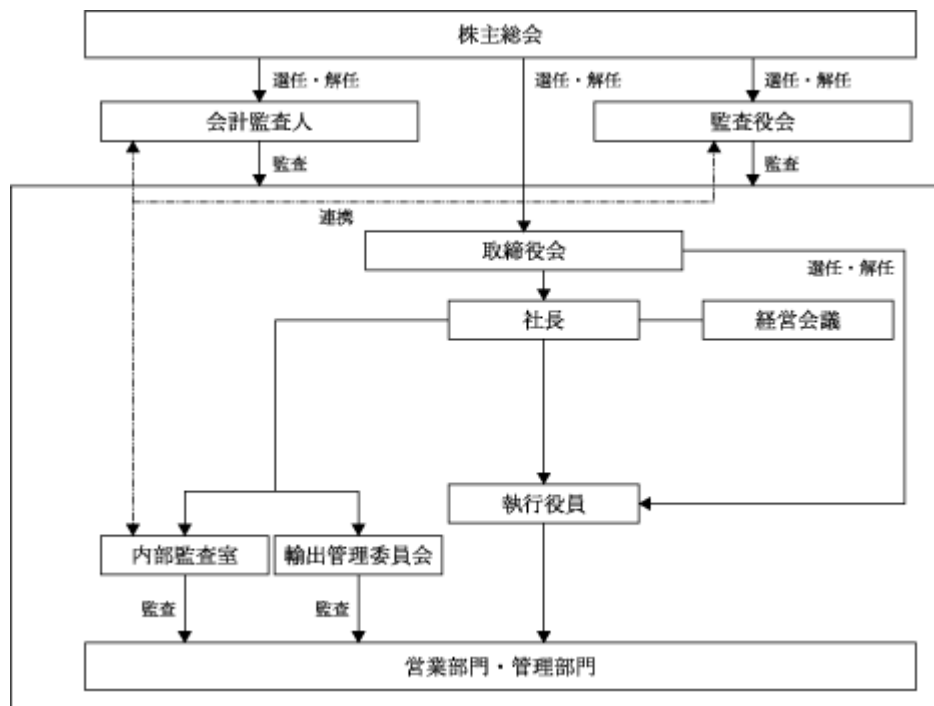 株主総会
選任・解任
選任・解任
選任・解任
会計監査人
監査役会
監査
監査
連携
取締役会
選任・解任
社長
経営会議
執行役員
内部監査室
輸出管理委員会
監査
監査
営業部門・管理部門